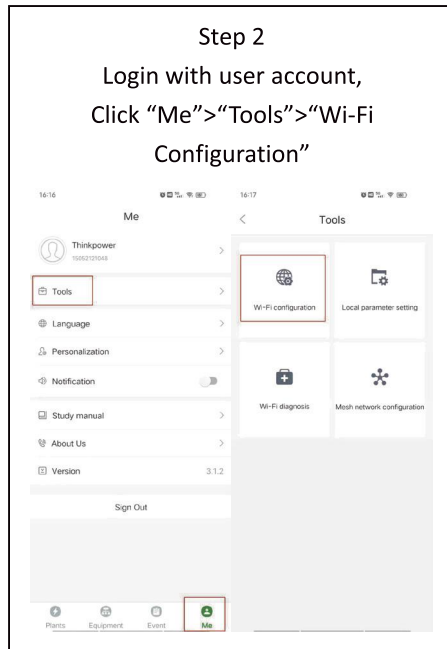 Step 2
Login with user account,
Click “Me”>“Tools”>“Wi-Fi
Configuration”
16:16
Me
Thinkpower
15052121049
Tools
Language
Personalization
Notification
Study manual
About Us
Version 3.1.2
Sign Out
Plants Equipment Event Me
16:17
Tools
Wi-Fi configuration Local parameter setting
Wi-Fi diagnosis Mesh network configuration